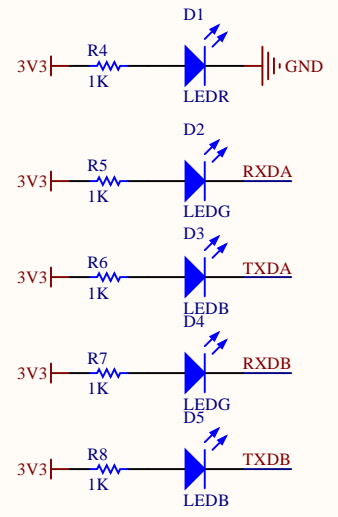 D1
R4
3V3
GND
1K
LEDR
D2
R5
RXDA
3V3
1K
LEDG
D3
R6
TXDA
3V3
1K
LEDB
D4
R7
RXDB
3V3
1K
LEDG
D5
R8
TXDB
3V3
1K
LEDB